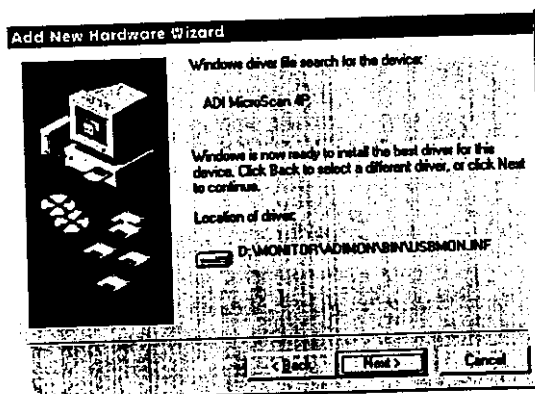 Add New Hardware Wizard
Windows driver file search for the device:
ADI MicroScan 4P
Windows is now ready to install the best driver for this
device. Click Back to select a different driver, or click Next
to continue.
Location of driver:
D:\MONITOR\ADIMON\BIN\USBMON.INF
< Back
Next >
Cancel